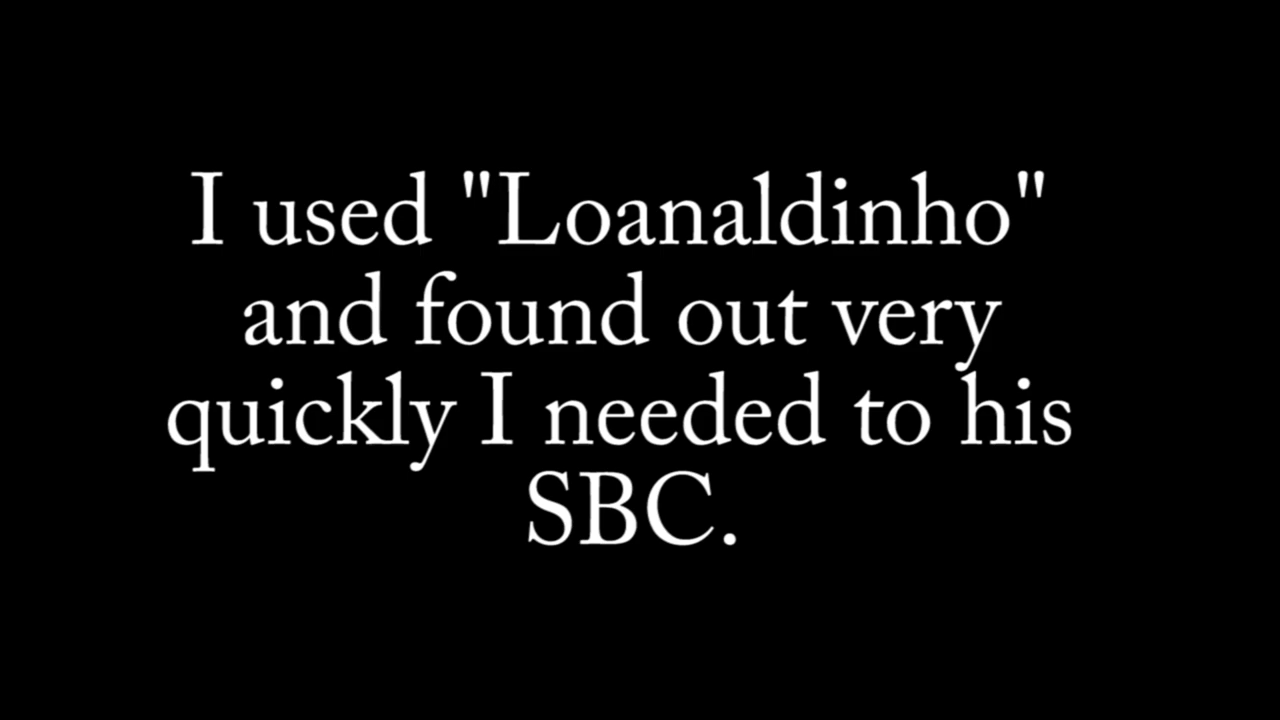 I used "Loanaldinho"
and found out very
quickly I needed to his
SBC.